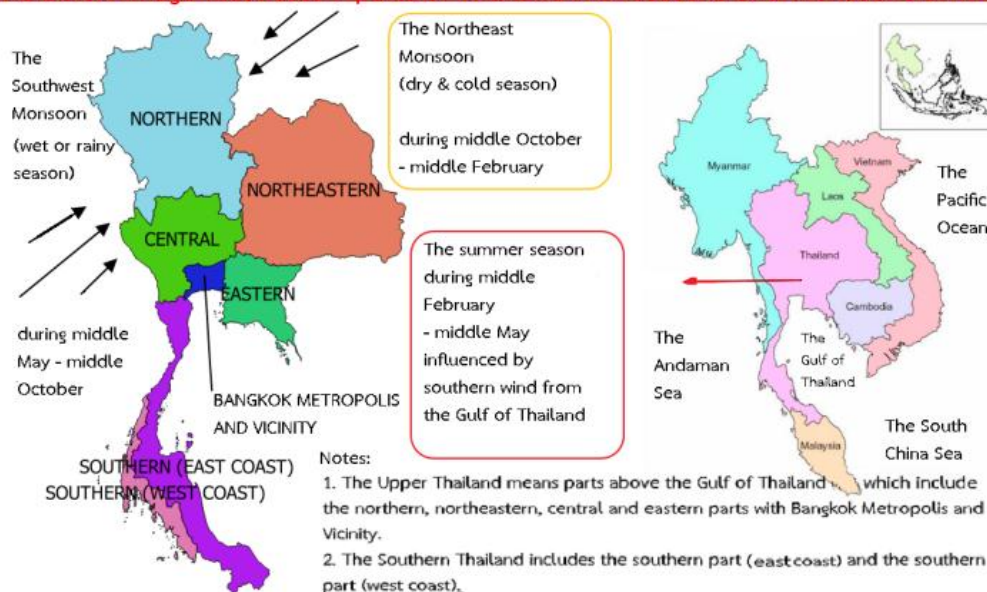 The
Southwest
Monsoon
(wet or rainy
season)
NORTHERN
NORTHEASTERN
CENTRAL
EASTERN
during middle
May - middle
October
BANGKOK METROPOLIS
AND VICINITY
SOUTHERN (EAST COAST)
SOUTHERN (WEST COAST)
The Northeast
Monsoon
(dry & cold season)
during middle October
- middle February
The summer season
during middle
February
- middle May
influenced by
southern wind from
the Gulf of Thailand
Myanmar
Vietnam
Laos
Thailand
Cambodia
Malaysia
The
Pacific
Ocean
The
Andaman
Sea
The
Gulf of
Thailand
The South
China Sea
Notes:
1. The Upper Thailand means parts above the Gulf of Thailand which include
the northern, northeastern, central and eastern parts with Bangkok Metropolis and
Vicinity.
2. The Southern Thailand includes the southern part (east coast) and the southern
part (west coast).